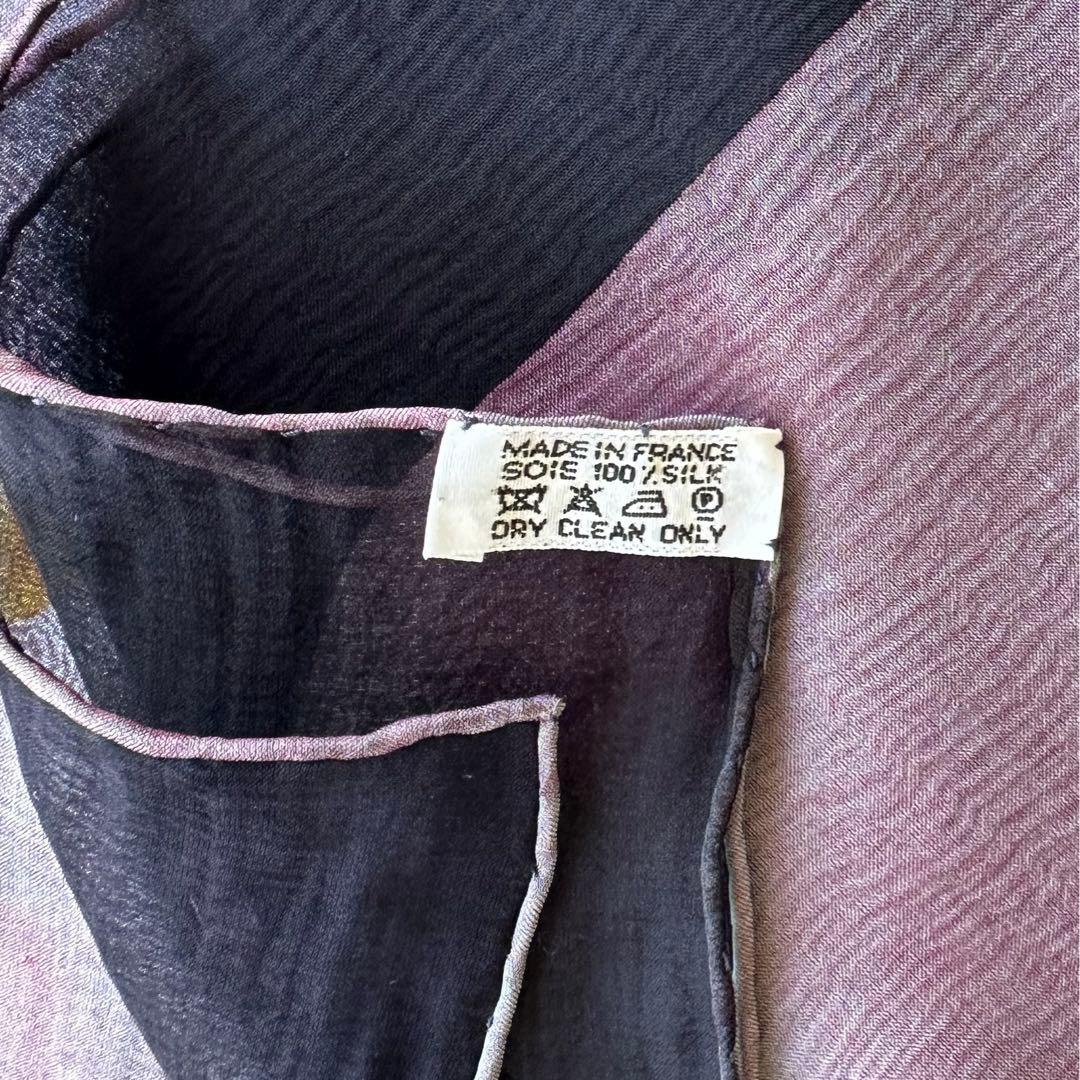 MADE IN FRANCE
SOIE 100% SILK
P
DRY CLEAN ONLY